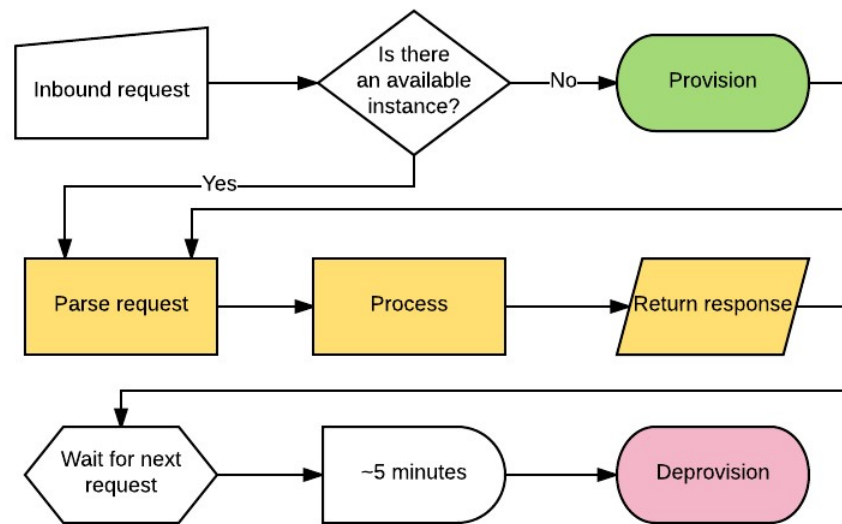 Inbound request
Is there
an available
instance?
No
Provision
Yes
Parse request
Process
Return response
Wait for next
request
~5 minutes
Deprovision